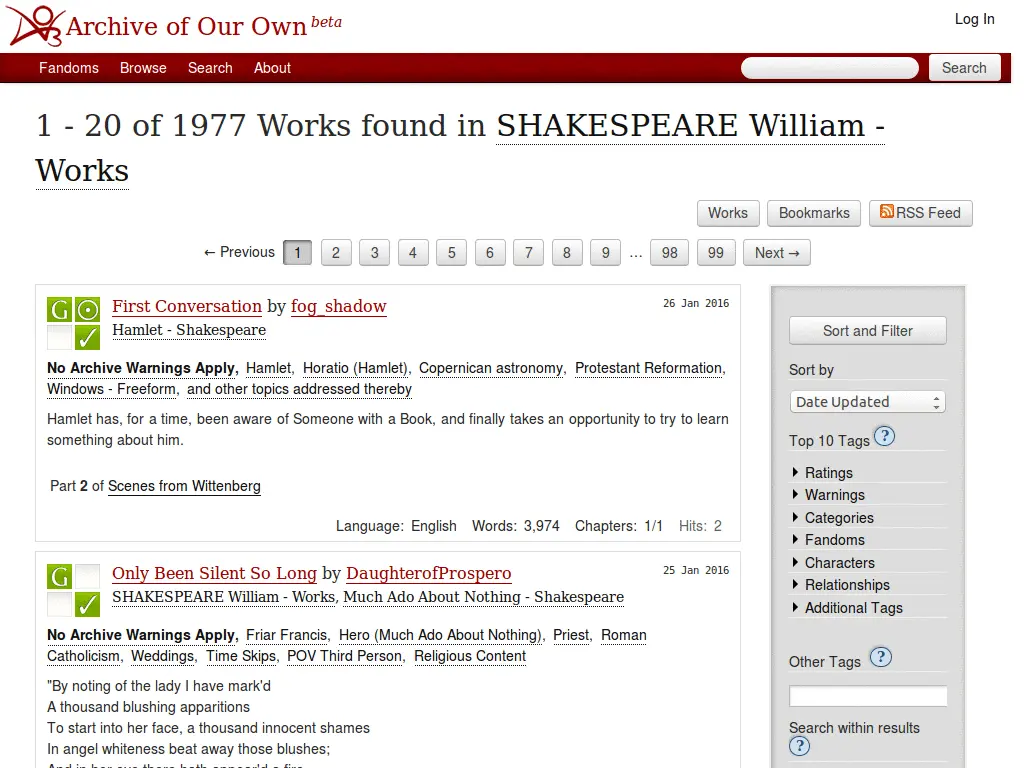 Archive of Our Own beta
Log In
Fandoms Browse Search About
Search
1 - 20 of 1977 Works found in SHAKESPEARE William -
Works
Works Bookmarks RSS Feed
← Previous 1 2 3 4 5 6 7 8 9 … 98 99 Next →
First Conversation by fog_shadow
26 Jan 2016
Hamlet - Shakespeare
No Archive Warnings Apply, Hamlet, Horatio (Hamlet), Copernican astronomy, Protestant Reformation,
Windows - Freeform, and other topics addressed thereby
Hamlet has, for a time, been aware of Someone with a Book, and finally takes an opportunity to try to learn
something about him.
Part 2 of Scenes from Wittenberg
Language: English Words: 3,974 Chapters: 1/1 Hits: 2
G
Only Been Silent So Long by DaughterofProspero
25 Jan 2016
SHAKESPEARE William - Works, Much Ado About Nothing - Shakespeare
G
No Archive Warnings Apply, Friar Francis, Hero (Much Ado About Nothing), Priest, Roman
Catholicism, Weddings, Time Skips, POV Third Person, Religious Content
"By noting of the lady I have mark'd
A thousand blushing apparitions
To start into her face, a thousand innocent shames
In angel whiteness beat away those blushes;
And in her eye there hath appear'd a fire
Sort and Filter
Sort by
Date Updated
Top 10 Tags ?
Ratings
Warnings
Categories
Fandoms
Characters
Relationships
Additional Tags
Other Tags ?
Search within results
?